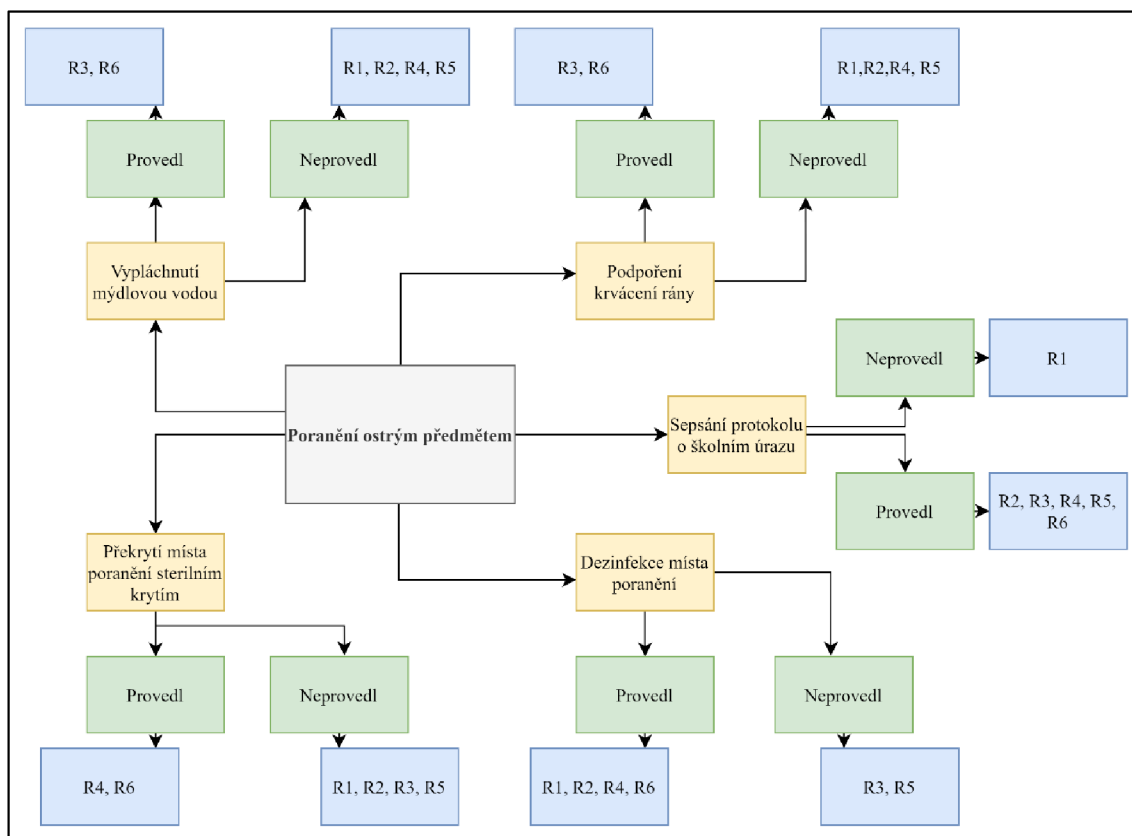 R3, R6
R1, R2, R4, R5
R3, R6
R1,R2,R4, R5
Provedl
Neprovedl
Provedl
Neprovedl
Vypláchnutí
mýdlovou vodou
Podpoření
krvácení rány
Neprovedl
R1
Poranění ostrým předmětem
Sepsání protokolu
o školním úrazu
Provedl
R2, R3, R4, R5,
R6
Překrytí místa
poranění sterilním
krytím
Dezinfekce místa
poranění
Provedl
Neprovedl
Provedl
Neprovedl
R4, R6
R1, R2, R3, R5
R1, R2, R4, R6
R3, R5